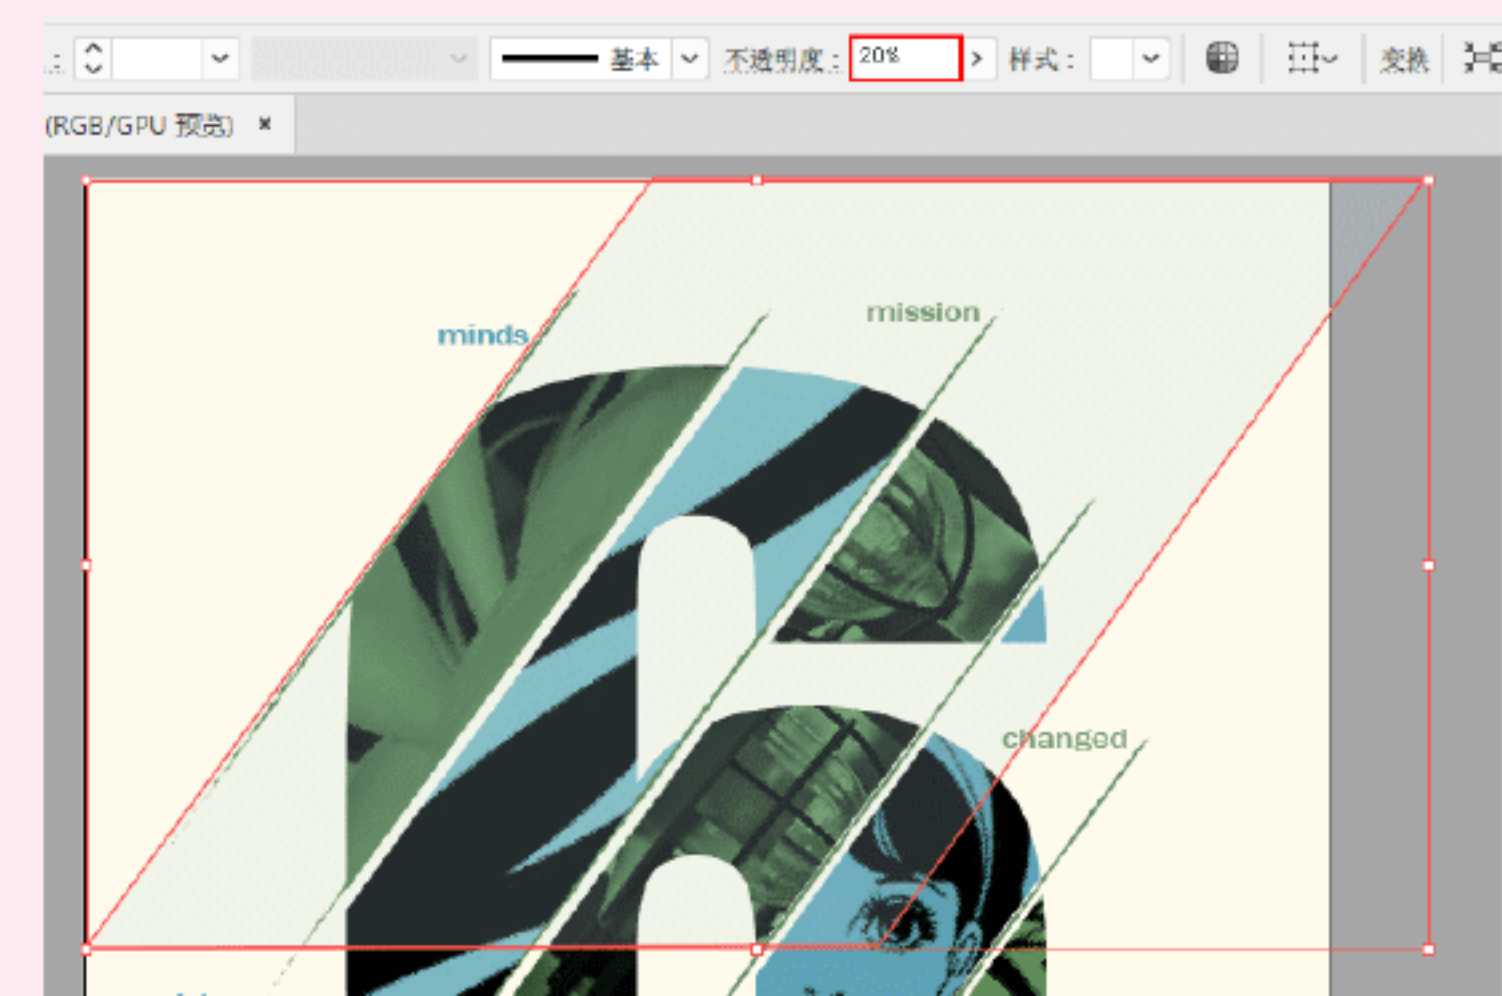 : 基本 不透明度： 20% 样式： 变换
(RGB/GPU 预览) ×
minds
mission
changed